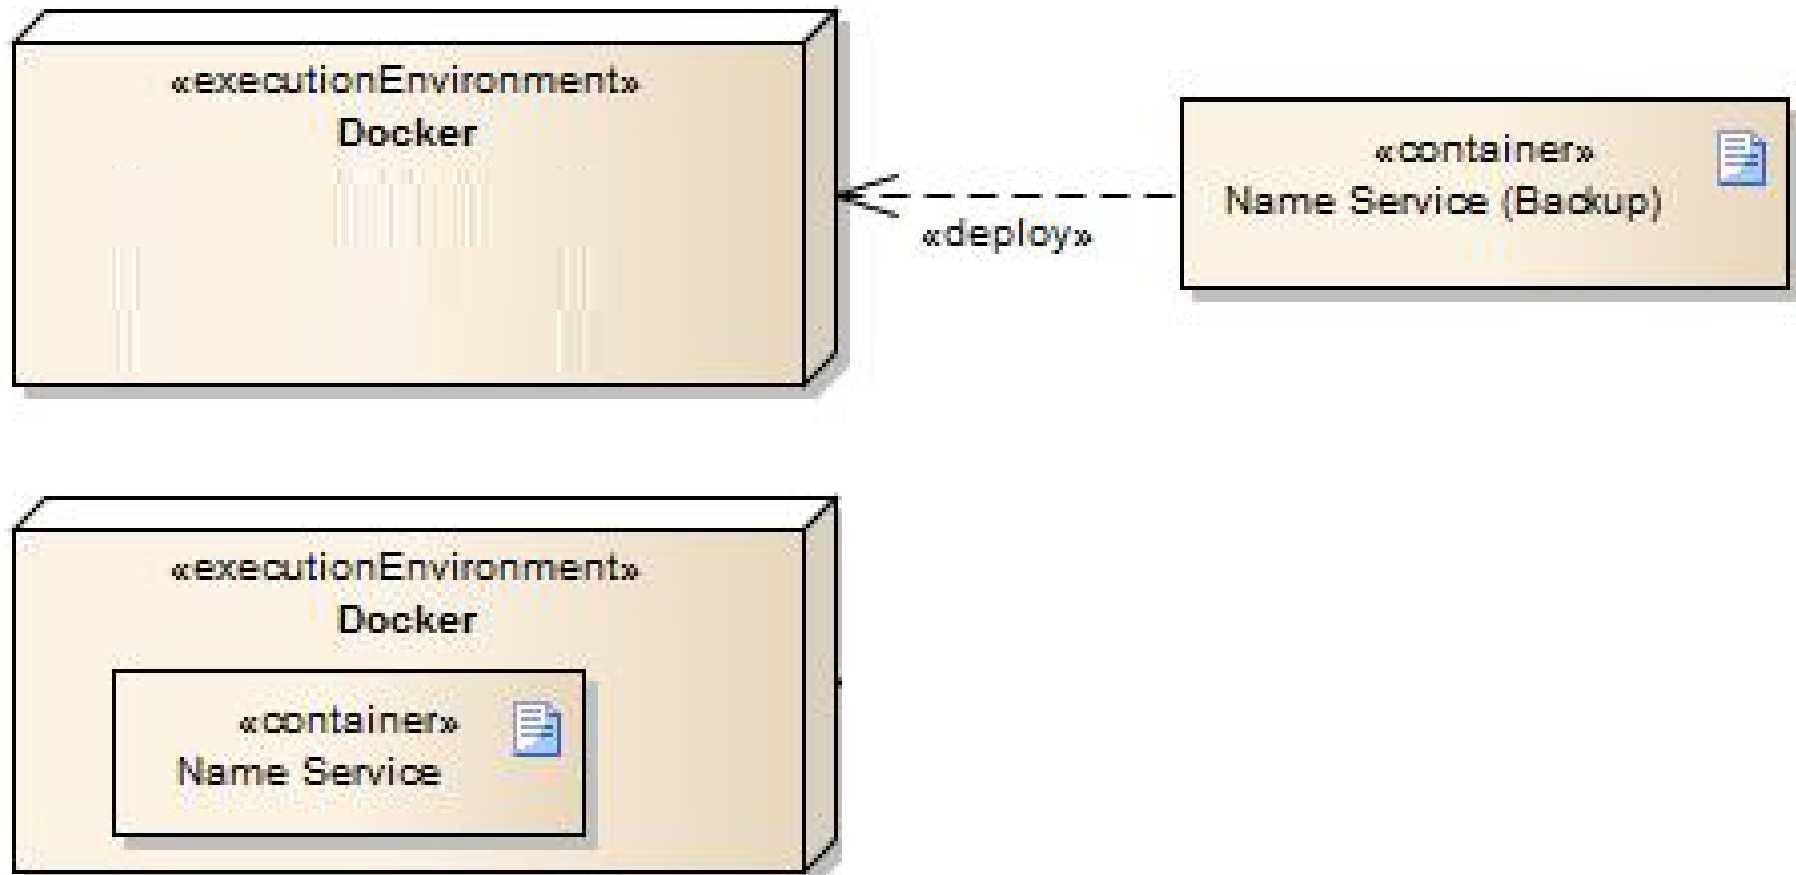 «executionEnvironment»
Docker
«container»
Name Service (Backup)
«deploy»
«executionEnvironment»
Docker
«container»
Name Service